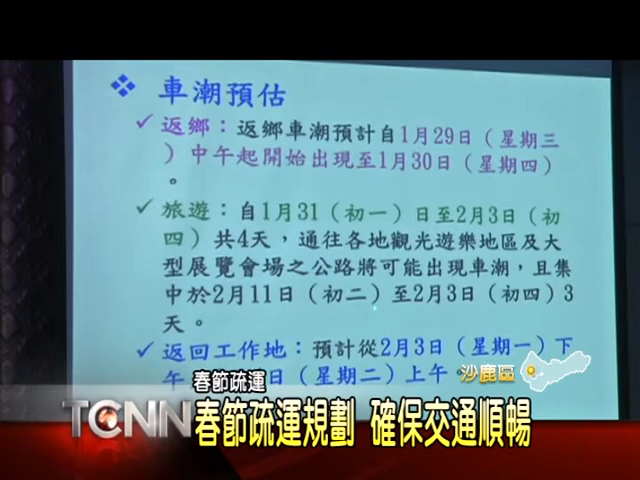 車潮預估
返鄉：返鄉車潮預計自1月29日（星期三
）中午起開始出現至1月30日（星期四）
。
旅遊：自1月31（初一）日至2月3日（初
四）共4天，通往各地觀光遊樂地區及大
型展覽會場之公路將可能出現車潮，且集
中於2月11日（初二）至2月3日（初四）3
天。
返回工作地：預計從2月3日（星期一）下
午 日（星期二）上午。
春節疏運
沙鹿區
TCNN
春節疏運規劃 確保交通順暢